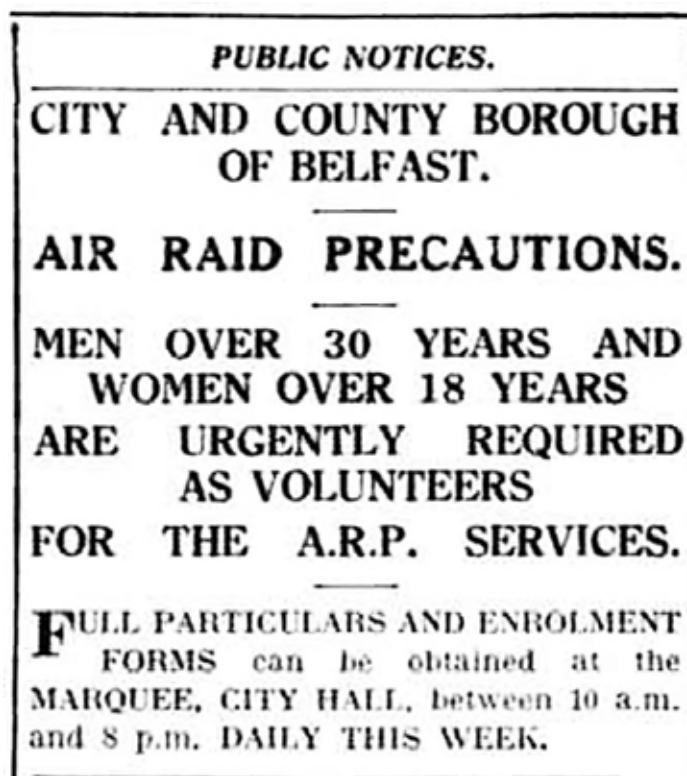 PUBLIC NOTICES.
CITY AND COUNTY BOROUGH
OF BELFAST.
AIR RAID PRECAUTIONS.
MEN OVER 30 YEARS AND
WOMEN OVER 18 YEARS
ARE URGENTLY REQUIRED
AS VOLUNTEERS
FOR THE A.R.P. SERVICES.
FULL PARTICULARS AND ENROLMENT
FORMS can be obtained at the
MARQUEE, CITY HALL, between 10 a.m.
and 8 p.m. DAILY THIS WEEK.